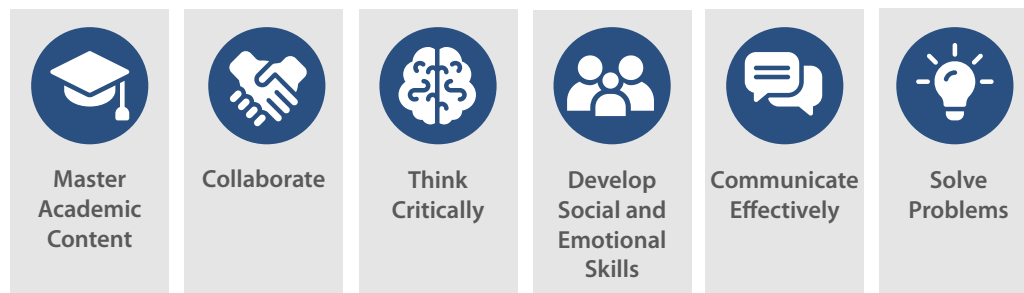 Master
Academic
Content
Collaborate
Think
Critically
Develop
Social and
Emotional
Skills
Communicate
Effectively
Solve
Problems